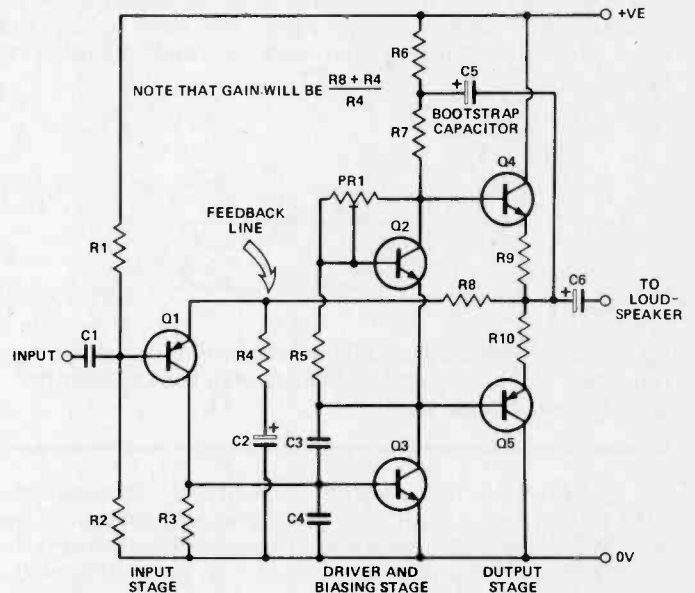 +VE
R6
C5
+
NOTE THAT GAIN WILL BE R8 + R4
R4
BOOTSTRAP
CAPACITOR
R7
Q4
PR1
FEEDBACK
LINE
Q2
R1
R9
R8
C6
+
TO
LOUD-
SPEAKER
C1
Q1
INPUT
R4
R5
R10
+
C2
C3
Q5
Q3
R2
R3
C4
0V
INPUT
STAGE
DRIVER AND
BIASING STAGE
OUTPUT
STAGE